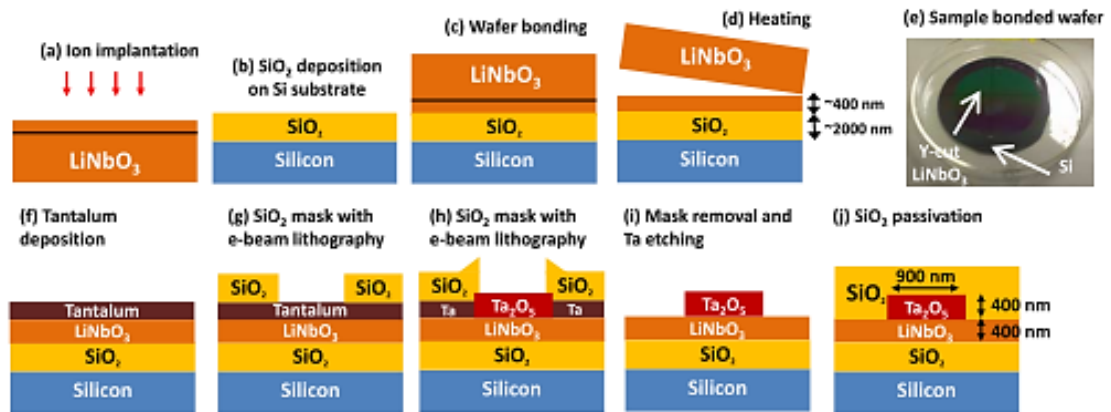 (a) Ion implantation
LiNbO₃
(b) SiO₂ deposition
on Si substrate
SiO₂
Silicon
(c) Wafer bonding
LiNbO₃
SiO₂
Silicon
(d) Heating
LiNbO₃
~400 nm
~2000 nm
SiO₂
Silicon
(e) Sample bonded wafer
Y-cut
LiNbO₃
Si
(f) Tantalum
deposition
Tantalum
LiNbO₃
SiO₂
Silicon
(g) SiO₂ mask with
e-beam lithography
SiO₂ SiO₂
Tantalum
LiNbO₃
SiO₂
Silicon
(h) SiO₂ mask with
e-beam lithography
SiO₂ SiO₂
Ta Ta₂O₅ Ta
LiNbO₃
SiO₂
Silicon
(i) Mask removal and
Ta etching
Ta₂O₅
LiNbO₃
SiO₂
Silicon
(j) SiO₂ passivation
900 nm
SiO₂
Ta₂O₅
400 nm
LiNbO₃
400 nm
SiO₂
Silicon